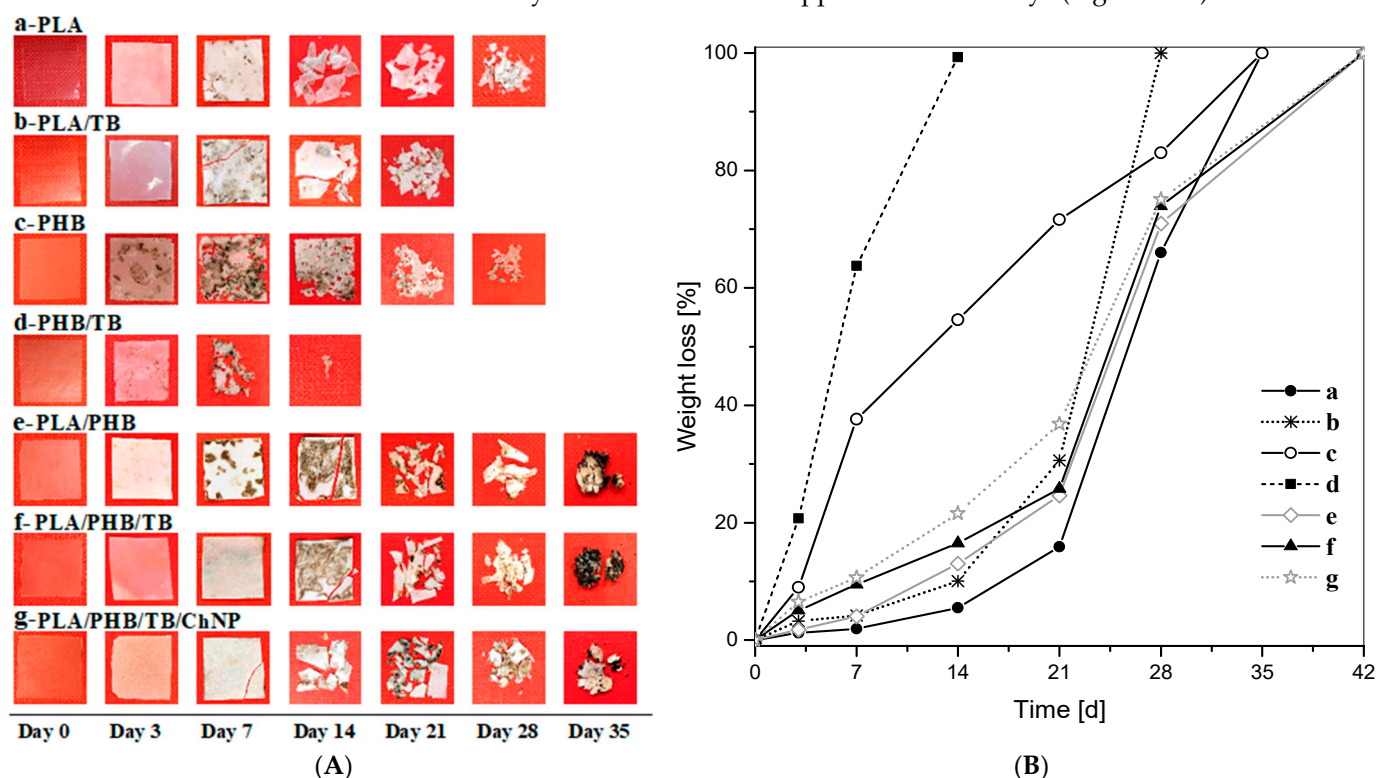 a-PLA
b-PLA/TB
c-PHB
d-PHB/TB
e-PLA/PHB
f- PLA/PHB/TB
g-PLA/PHB/TB/ChNP
Day 0 Day 3 Day 7 Day 14 Day 21 Day 28 Day 35
(A)
Weight loss [%]
100
80
60
40
20
0
0 7 14 21 28 35 42
Time [d]
a
b
c
d
e
f
g
(B)